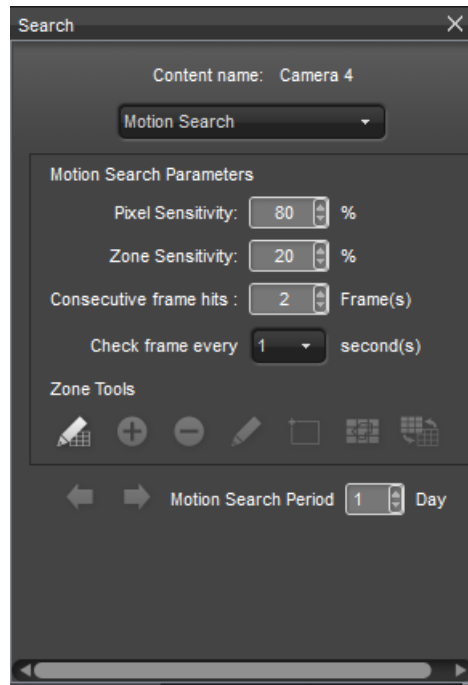 Search
Content name: Camera 4
Motion Search
Motion Search Parameters
Pixel Sensitivity: 80 %
Zone Sensitivity: 20 %
Consecutive frame hits : 2 Frame(s)
Check frame every 1 second(s)
Zone Tools
Motion Search Period 1 Day